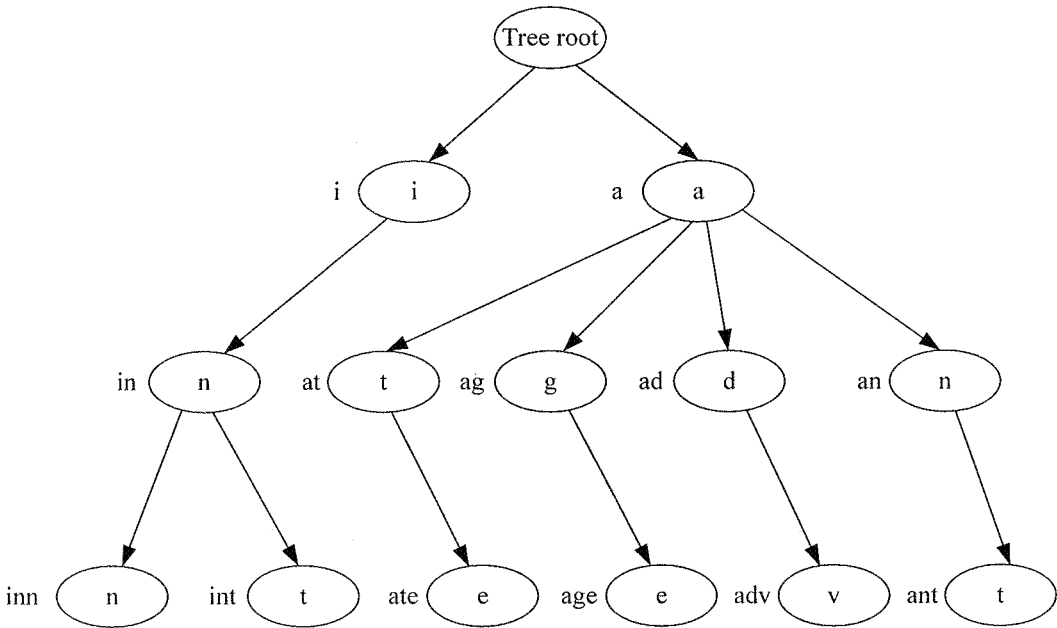 Tree root
i i a a
in n at t ag g ad d an n
inn n int t ate e age e adv v ant t